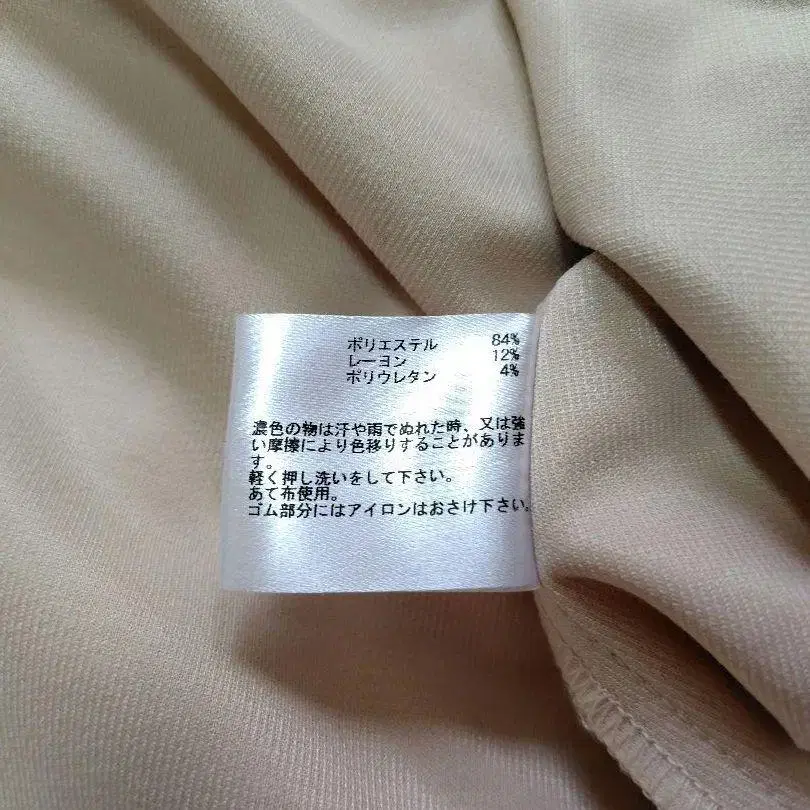 ポリエステル 84%
レーヨン 12%
ポリウレタン 4%
濃色の物は汗や雨でぬれた時、又は強
い摩擦により色移りすることがありま
す。
軽く押し洗いをして下さい。
あて布使用。
ゴム部分にはアイロンはおさけ下さい。